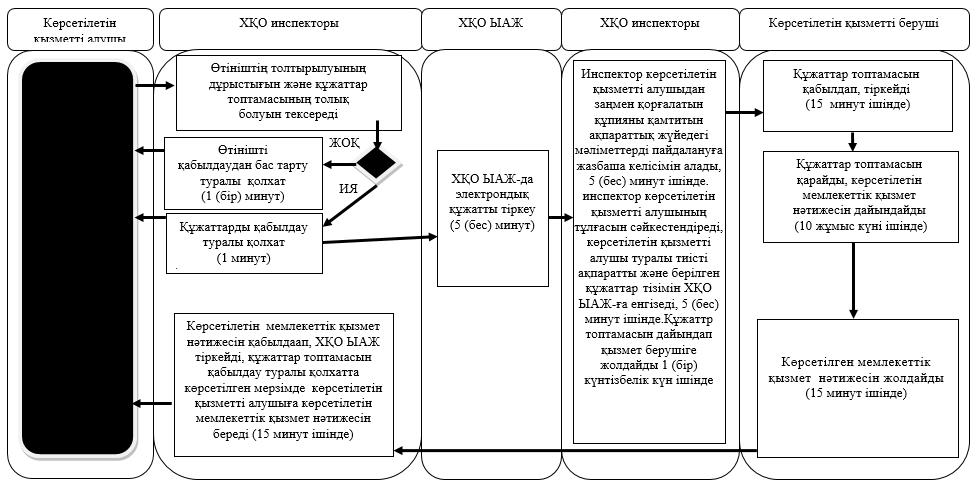 Көрсетілетін
қызметті алушы
ХҚО инспекторы
ХҚО ЫАЖ
ХҚО инспекторы
Көрсетілетін қызметті беруші
Өтініштің толтырылуының
дұрыстығын және құжаттар
топтамасының толық
болуын тексереді
ЖОҚ
Өтінішті
қабылдаудан бас тарту
туралы қолхат
(1 (бір) минут)
ИЯ
Құжаттарды қабылдау
туралы қолхат
(1 минут)
ХҚО ЫАЖ-да
электрондық
құжатты тіркеу
(5 (бес) минут)
Инспектор көрсетілетін
қызметті алушыдан
заңмен қорғалатын
құпияны қамтитын
ақпараттық жүйедегі
мәліметтерді пайдалануға
жазбаша келісімін алады,
5 (бес) минут ішінде.
инспектор көрсетілетін
қызметті алушының
тұлғасын сәйкестендіреді,
көрсетілетін қызметті
алушы туралы тиісті
ақпаратты және берілген
құжаттар тізімін ХҚО
ЫАЖ-ға енгізеді, 5 (бес)
минут ішінде.Құжаттр
топтамасын дайындап
қызмет берушіге
жолдайды 1 (бір)
күнтізбелік күн ішінде
Құжаттар топтамасын
қабылдап, тіркейді
(15 минут ішінде)
Құжаттар топтамасын
қарайды, көрсетілетін
мемлекеттік қызмет
нәтижесін дайындайды
(10 жұмыс күні ішінде)
Көрсетілген мемлекеттік
қызмет нәтижесін жолдайды
(15 минут ішінде)
Көрсетілетін мемлекеттік қызмет
нәтижесін қабылдаап, ХҚО ЫАЖ
тіркейді, құжаттар топтамасын
қабылдау туралы қолхатта
көрсетілген мерзімде көрсетілетін
қызметті алушыға көрсетілетін
мемлекеттік қызмет нәтижесін
береді (15 минут ішінде)